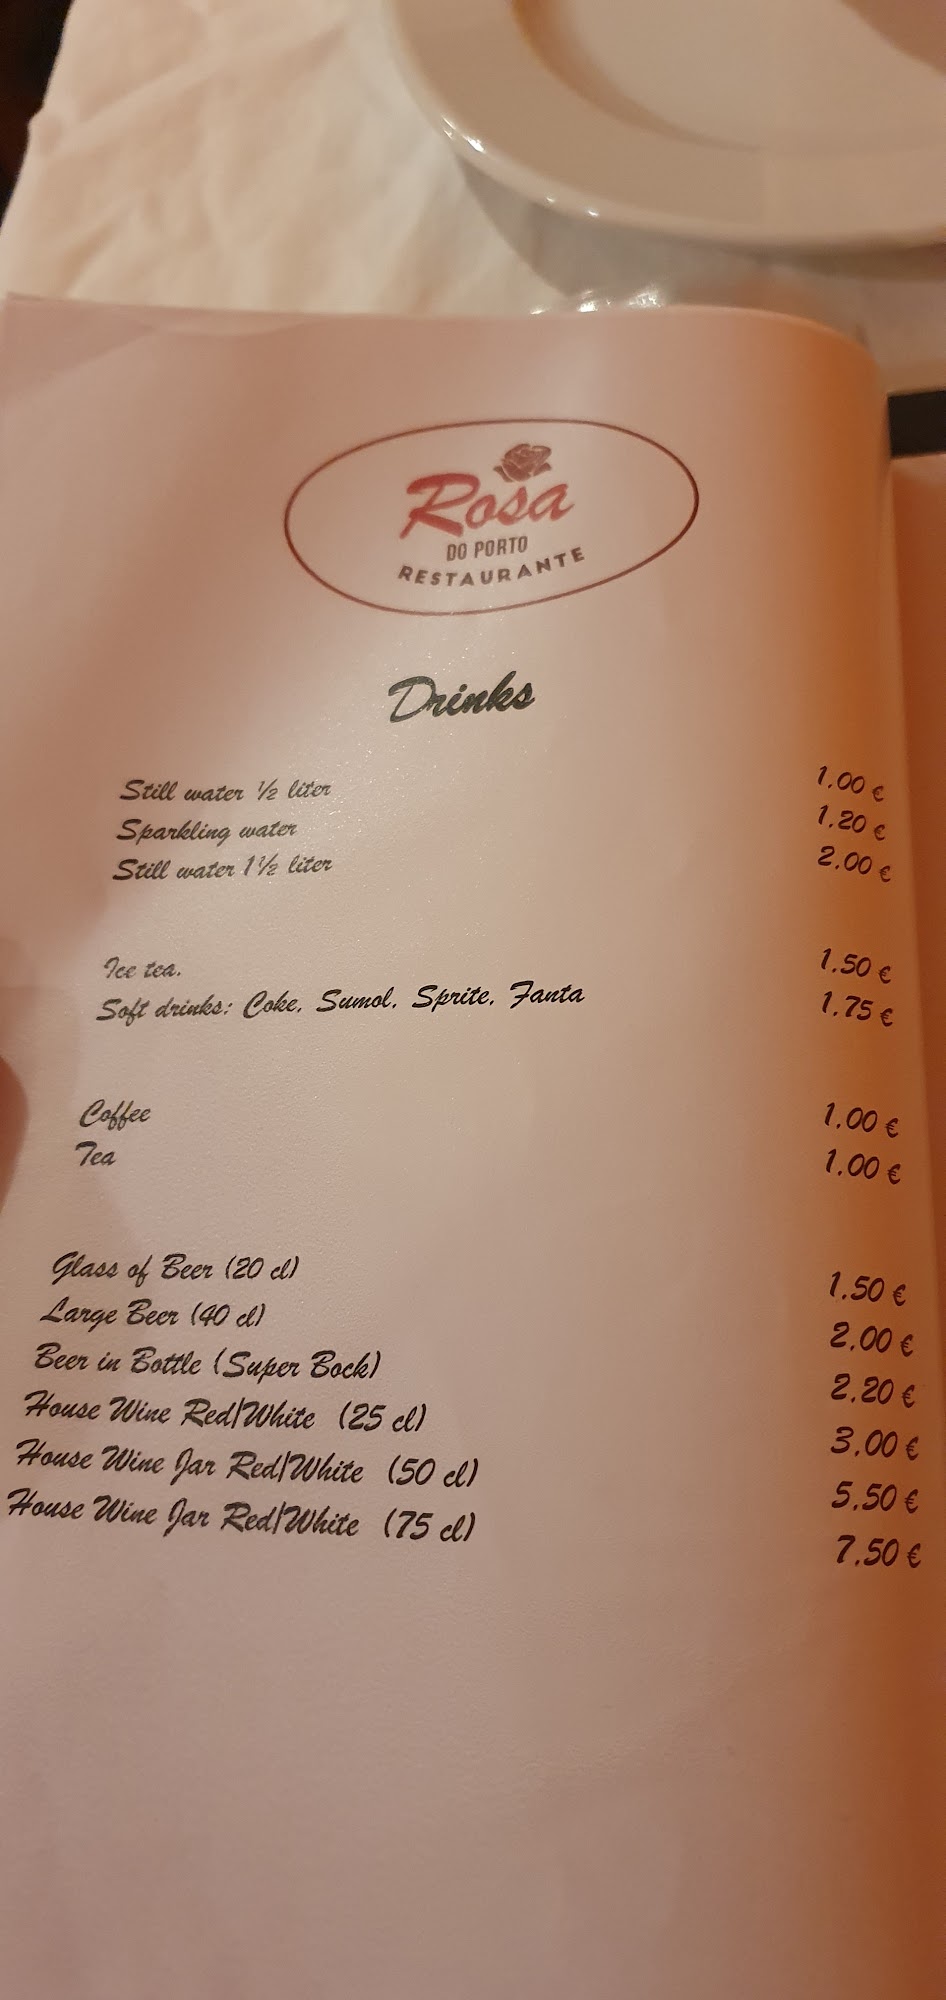 Rosa
DO PORTO
RESTAURANTE
Drinks
Still water ½ liter 1.00 €
Sparkling water 1.20 €
Still water 1½ liter 2.00 €
Ice tea. 1.50 €
Soft drinks: Coke, Sumol, Sprite, Fanta 1.75 €
Coffee 1.00 €
Tea 1.00 €
Glass of Beer (20 cl) 1.50 €
Large Beer (40 cl) 2.00 €
Beer in Bottle (Super Bock) 2.20 €
House Wine Red/White (25 cl) 3.00 €
House Wine Jar Red/White (50 cl) 5.50 €
House Wine Jar Red/White (75 cl) 7.50 €